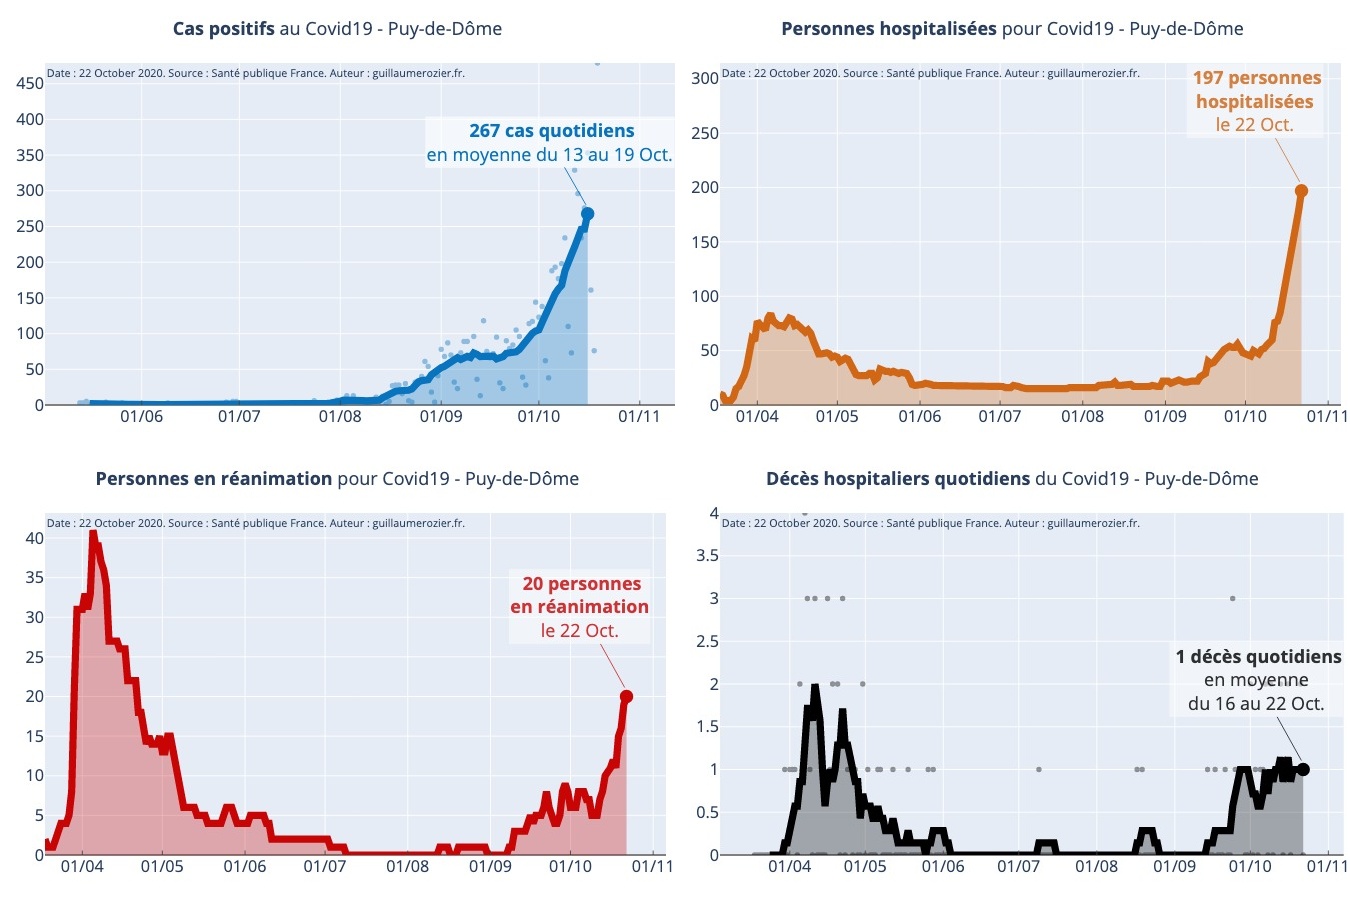 Cas positifs au Covid19 - Puy-de-Dôme
Date : 22 October 2020. Source : Santé publique France. Auteur : guillaumerozier.fr.
450
400
350
300
250
200
150
100
50
0
267 cas quotidiens
en moyenne du 13 au 19 Oct.
01/06 01/07 01/08 01/09 01/10 01/11
Personnes hospitalisées pour Covid19 - Puy-de-Dôme
Date : 22 October 2020. Source : Santé publique France. Auteur : guillaumerozier.fr.
300
250
200
150
100
50
0
197 personnes
hospitalisées
le 22 Oct.
01/04 01/05 01/06 01/07 01/08 01/09 01/10 01/11
Personnes en réanimation pour Covid19 - Puy-de-Dôme
Date : 22 October 2020. Source : Santé publique France. Auteur : guillaumerozier.fr.
40
35
30
25
20
15
10
5
0
20 personnes
en réanimation
le 22 Oct.
01/04 01/05 01/06 01/07 01/08 01/09 01/10 01/11
Décès hospitaliers quotidiens du Covid19 - Puy-de-Dôme
Date : 22 October 2020. Source : Santé publique France. Auteur : guillaumerozier.fr.
4
3.5
3
2.5
2
1.5
1
0.5
0
1 décès quotidiens
en moyenne
du 16 au 22 Oct.
01/04 01/05 01/06 01/07 01/08 01/09 01/10 01/11